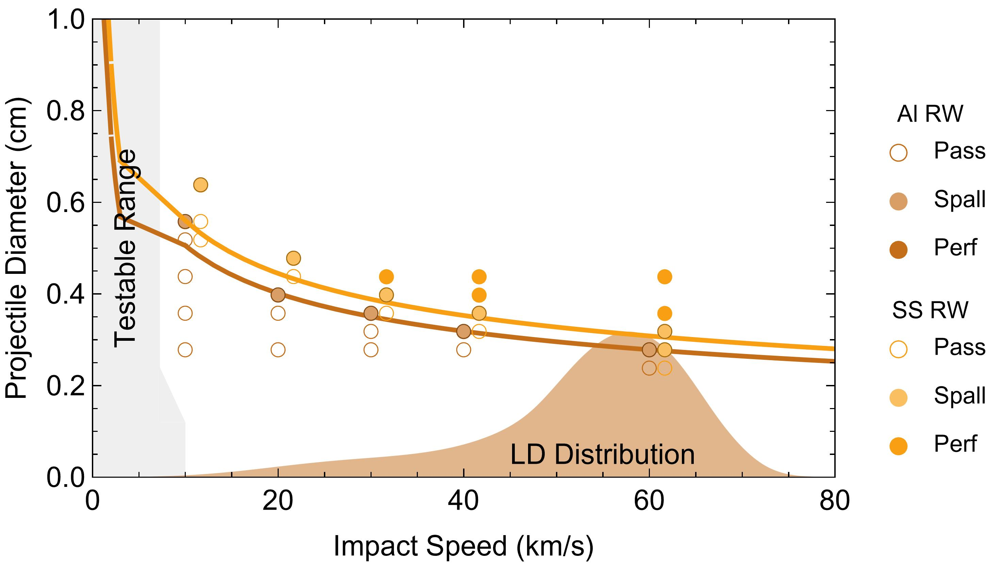 Projectile Diameter (cm)
1.0
0.8
0.6
0.4
0.2
0.0
Testable Range
LD Distribution
0 20 40 60 80
Impact Speed (km/s)
Al RW
Pass
Spall
Perf
SS RW
Pass
Spall
Perf